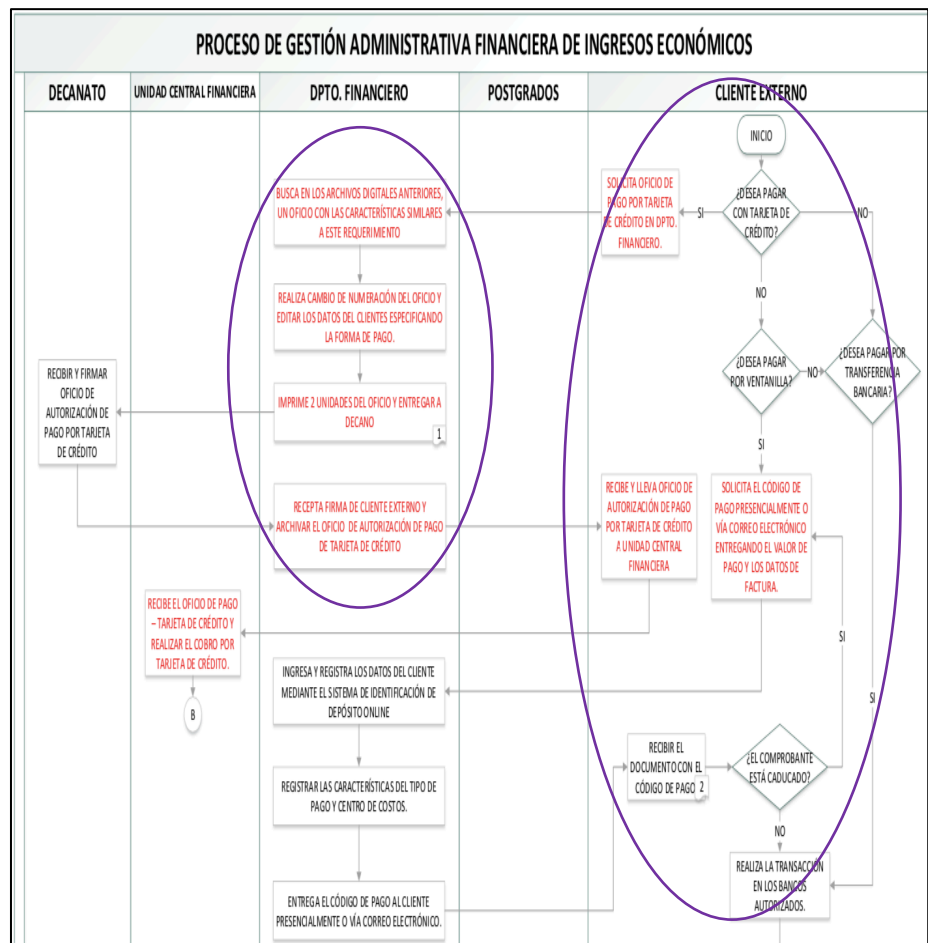 PROCESO DE GESTIÓN ADMINISTRATIVA FINANCIERA DE INGRESOS ECONÓMICOS
DECANATO
UNIDAD CENTRAL FINANCIERA
DPTO. FINANCIERO
POSTGRADOS
CLIENTE EXTERNO
INICIO
¿DESEA PAGAR
CON TARJETA DE
CRÉDITO?
SI
NO
NO
SOLICITA OFICIO DE
PAGO POR TARJETA
DE CRÉDITO EN DPTO.
FINANCIERO.
BUSCA EN LOS ARCHIVOS DIGITALES ANTERIORES,
UN OFICIO CON LAS CARACTERÍSTICAS SIMILARES
A ESTE REQUERIMIENTO
REALIZA CAMBIO DE NUMERACIÓN DEL OFICIO Y
EDITAR LOS DATOS DEL CLIENTES ESPECIFICANDO
LA FORMA DE PAGO.
IMPRIME 2 UNIDADES DEL OFICIO Y ENTREGAR A
DECANO
1
RECIBIR Y FIRMAR
OFICIO DE
AUTORIZACIÓN DE
PAGO POR TARJETA
DE CRÉDITO
¿DESEA PAGAR
POR VENTANILLA?
NO
¿DESEA PAGAR POR
TRANSFERENCIA
BANCARIA?
SI
RECEPTA FIRMA DE CLIENTE EXTERNO Y
ARCHIVAR EL OFICIO DE AUTORIZACIÓN DE PAGO
DE TARJETA DE CRÉDITO
RECIBE Y LLEVA OFICIO DE
AUTORIZACIÓN DE PAGO
POR TARJETA DE CRÉDITO
A UNIDAD CENTRAL
FINANCIERA
SOLICITA EL CÓDIGO DE
PAGO PRESENCIALMENTE O
VÍA CORREO ELECTRÓNICO
ENTREGANDO EL VALOR DE
PAGO Y LOS DATOS DE
FACTURA.
RECIBE EL OFICIO DE PAGO
– TARJETA DE CRÉDITO Y
REALIZAR EL COBRO POR
TARJETA DE CRÉDITO.
B
SI
SI
INGRESA Y REGISTRA LOS DATOS DEL CLIENTE
MEDIANTE EL SISTEMA DE IDENTIFICACIÓN DE
DEPÓSITO ONLINE
REGISTRAR LAS CARACTERÍSTICAS DEL TIPO DE
PAGO Y CENTRO DE COSTOS.
ENTREGA EL CÓDIGO DE PAGO AL CLIENTE
PRESENCIALMENTE O VÍA CORREO ELECTRÓNICO.
RECIBIR EL
DOCUMENTO CON EL
CÓDIGO DE PAGO
2
¿EL COMPROBANTE
ESTÁ CADUCADO?
NO
REALIZA LA TRANSACCIÓN
EN LOS BANCOS
AUTORIZADOS.